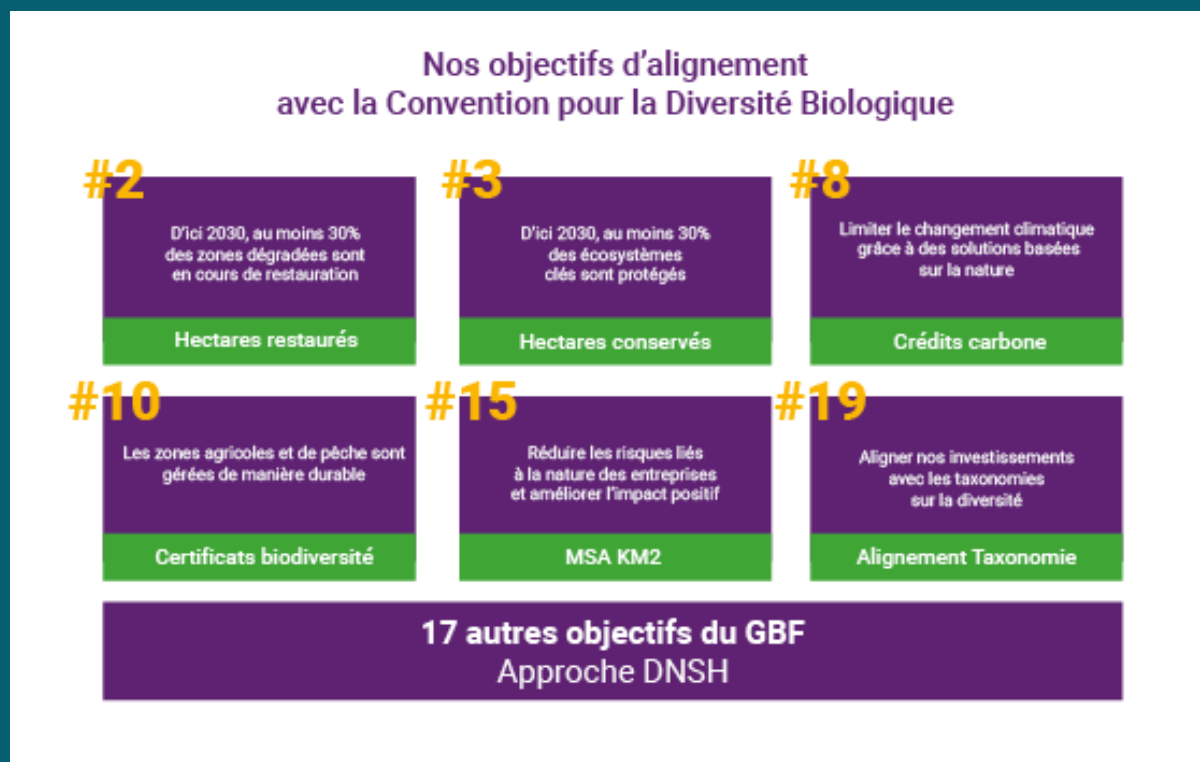 Nos objectifs d'alignement
avec la Convention pour la Diversité Biologique
#2
D'ici 2030, au moins 30%
des zones dégradées sont
en cours de restauration
Hectares restaurés
#3
D'ici 2030, au moins 30%
des écosystèmes
clés sont protégés
Hectares conservés
#8
Limiter le changement climatique
grâce à des solutions basées
sur la nature
Crédits carbone
#10
Les zones agricoles et de pêche sont
gérées de manière durable
Certificats biodiversité
#15
Réduire les risques liés
à la nature des entreprises
et améliorer l'impact positif
MSA KM2
#19
Aligner nos investissements
avec les taxonomies
sur la diversité
Alignement Taxonomie
17 autres objectifs du GBF
Approche DNSH